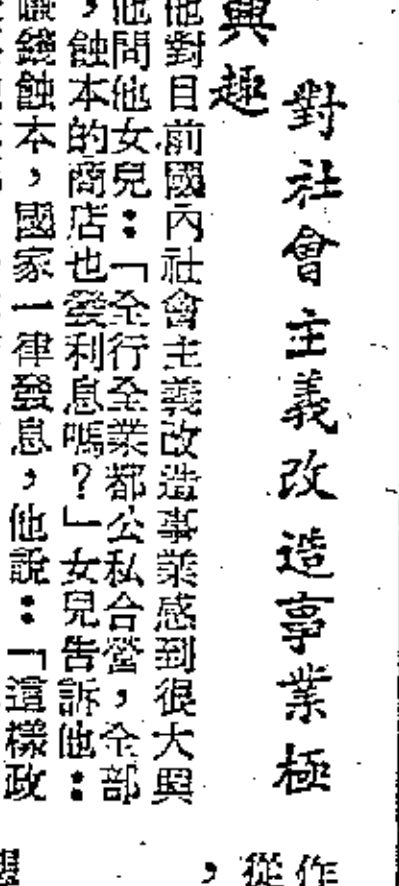 對社會主義改造事業極
興趣
他對目前國內社會主義改造事業感到很大興
他問他女兒：「全行全業都公私合營，全部
，蝕本的商店也發利息嗎？」女兒告訴他：
賺錢蝕本，國家一律發息，他說：「這樣政
作
從
，